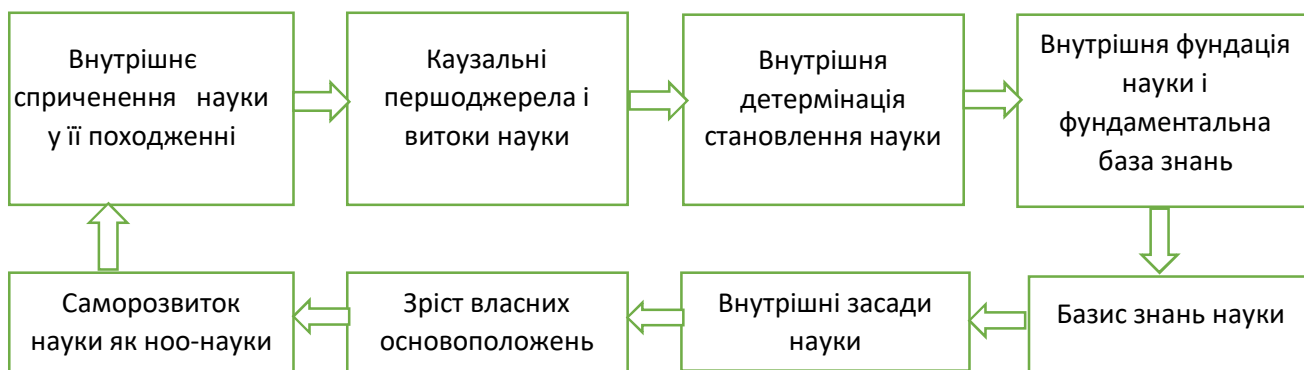 Внутрішнє
сприченення науки
у її походженні
Каузальні
першоджерела і
витоки науки
Внутрішня
детермінація
становлення науки
Внутрішня фундація
науки і
фундаментальна
база знань
Саморозвиток
науки як ноо-науки
Зріст власних
основоположень
Внутрішні засади
науки
Базис знань науки